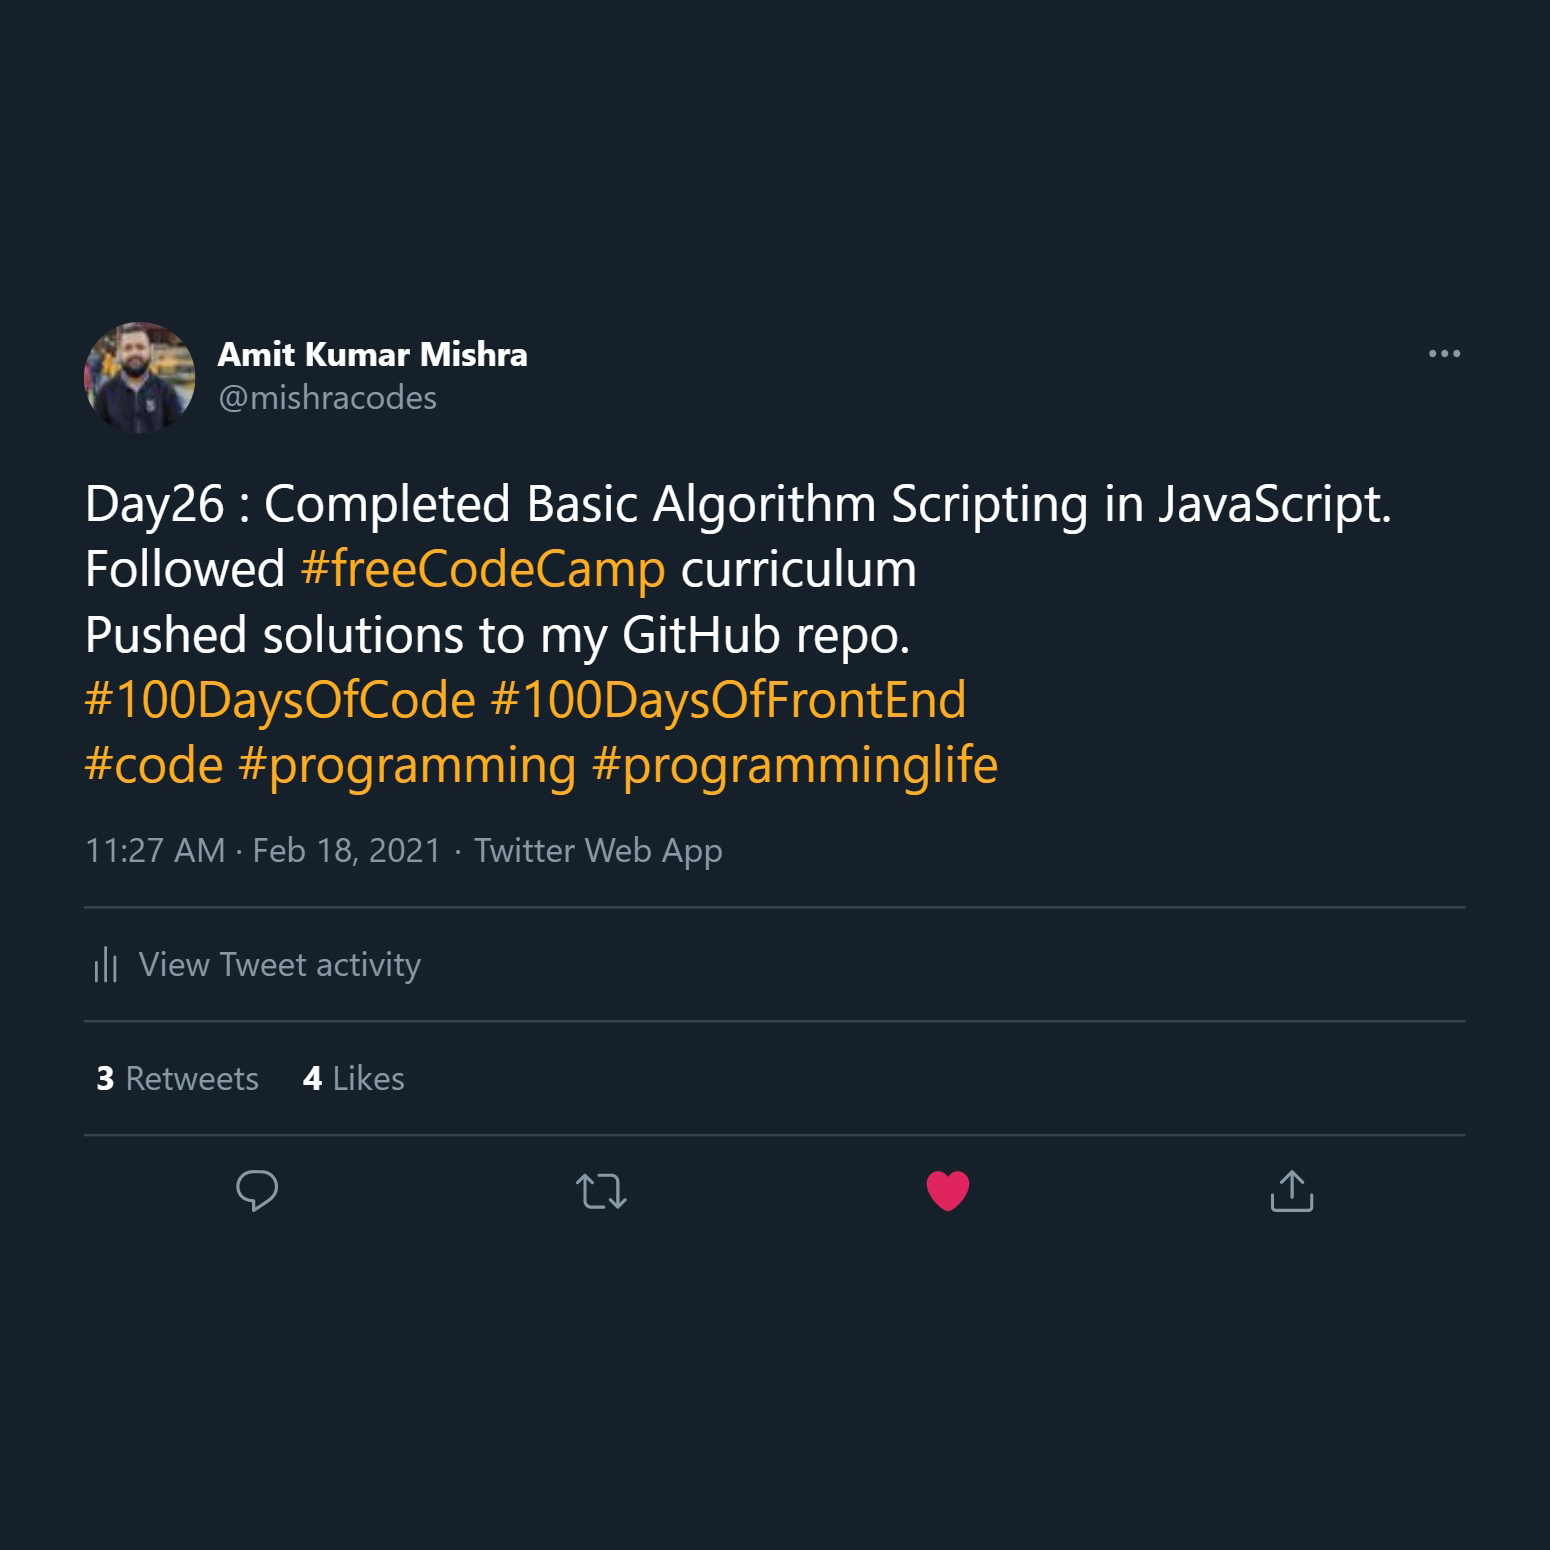 Amit Kumar Mishra
@mishracodes
Day26 : Completed Basic Algorithm Scripting in JavaScript.
Followed #freeCodeCamp curriculum
Pushed solutions to my GitHub repo.
#100DaysOfCode #100DaysOfFrontEnd
#code #programming #programminglife
11:27 AM · Feb 18, 2021 · Twitter Web App
View Tweet activity
3 Retweets 4 Likes